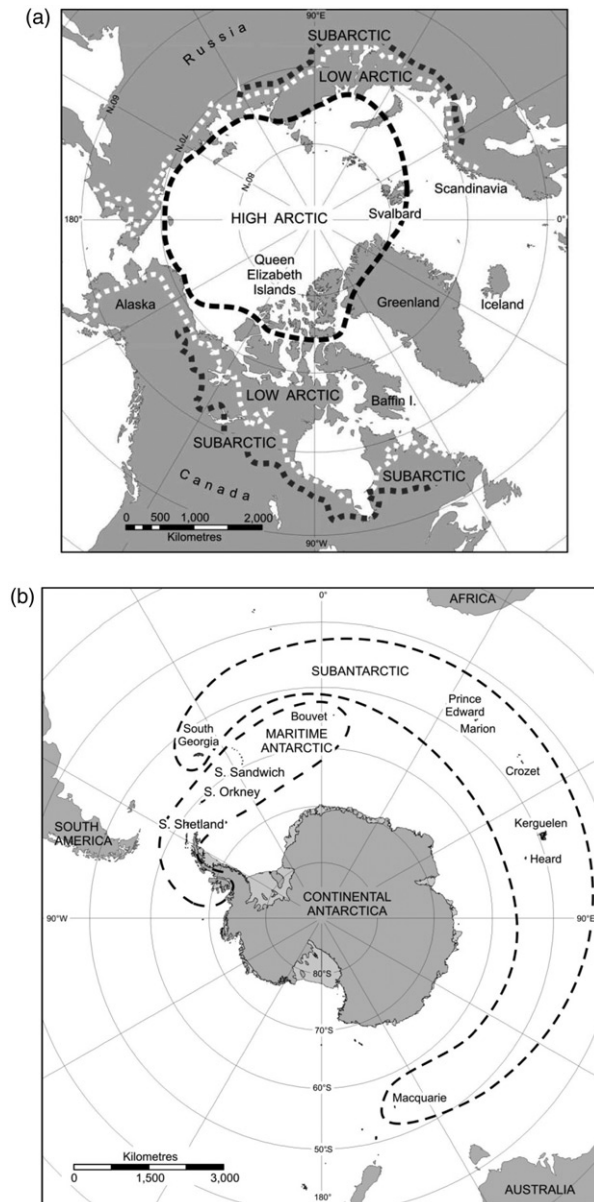 (a)
90°E
Russia
SUBARCTIC
LOW ARCTIC
60°N
70°N
80°N
Scandinavia
180°
HIGH ARCTIC
Svalbard
0°
Queen
Elizabeth
Islands
Alaska
Greenland
Iceland
LOW ARCTIC
Baffin I.
SUBARCTIC
SUBARCTIC
Canada
0 500 1,000 2,000
Kilometres
90°W
(b)
0°
AFRICA
SUBANTARCTIC
Prince
Edward
Marion
Bouvet
South
Georgia
MARITIME
ANTARCTIC
Crozet
S. Sandwich
S. Orkney
Kerguelen
S. Shetland
SOUTH
AMERICA
Heard
CONTINENTAL
ANTARCTICA
90°W
90°E
80°S
70°S
Macquarie
60°S
Kilometres
0 1,500 3,000
50°S
AUSTRALIA
180°